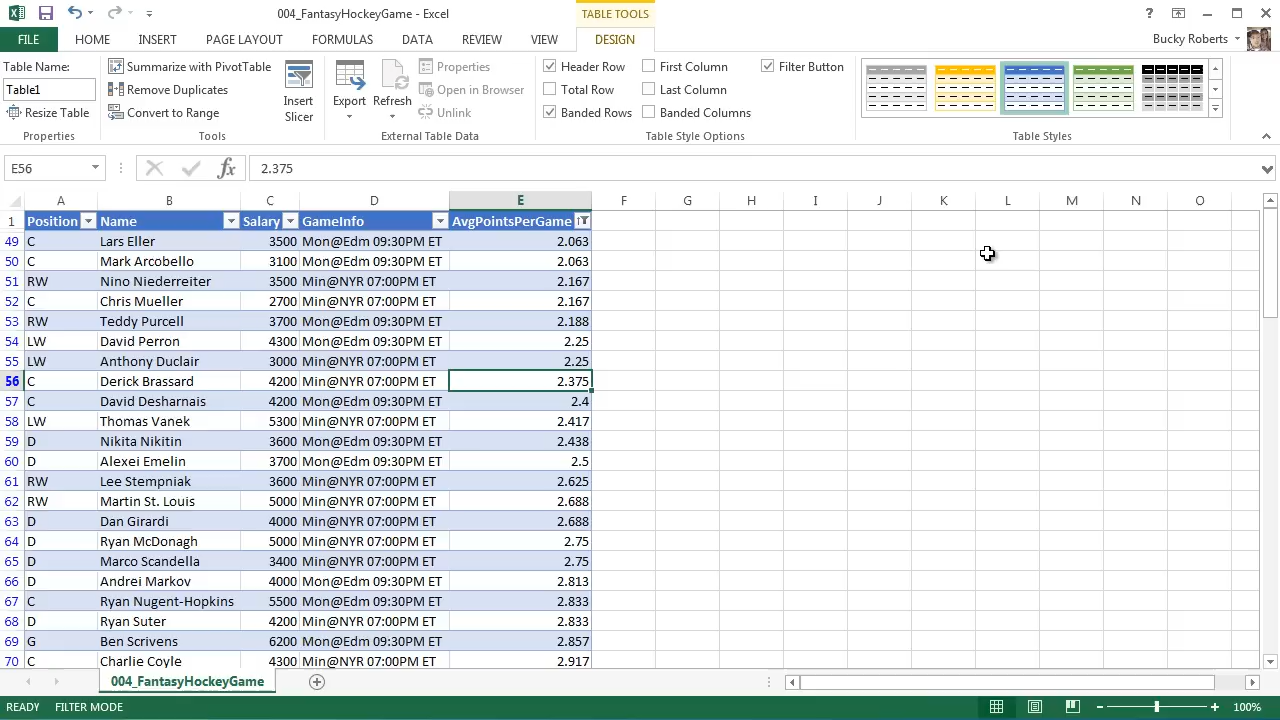 004_FantasyHockeyGame - Excel
TABLE TOOLS
FILE HOME INSERT PAGE LAYOUT FORMULAS DATA REVIEW VIEW DESIGN Bucky Roberts
Table Name:
Table1
Resize Table
Properties
Summarize with PivotTable
Remove Duplicates
Convert to Range
Tools
Insert
Slicer
Export
Refresh
Properties
Open in Browser
Unlink
External Table Data
Header Row
Total Row
Banded Rows
First Column
Last Column
Banded Columns
Filter Button
Table Style Options
Table Styles
E56 fx 2.375
A B C D E F G H I J K L M N O
1 Position Name Salary GameInfo AvgPointsPerGame
49 C Lars Eller 3500 Mon@Edm 09:30PM ET 2.063
50 C Mark Arcobello 3100 Mon@Edm 09:30PM ET 2.063
51 RW Nino Niederreiter 3500 Min@NYR 07:00PM ET 2.167
52 C Chris Mueller 2700 Min@NYR 07:00PM ET 2.167
53 RW Teddy Purcell 3700 Mon@Edm 09:30PM ET 2.188
54 LW David Perron 4300 Mon@Edm 09:30PM ET 2.25
55 LW Anthony Duclair 3000 Min@NYR 07:00PM ET 2.25
56 C Derick Brassard 4200 Min@NYR 07:00PM ET 2.375
57 C David Desharnais 4200 Mon@Edm 09:30PM ET 2.4
58 LW Thomas Vanek 5300 Min@NYR 07:00PM ET 2.417
59 D Nikita Nikitin 3600 Mon@Edm 09:30PM ET 2.438
60 D Alexei Emelin 3700 Mon@Edm 09:30PM ET 2.5
61 RW Lee Stempniak 3600 Min@NYR 07:00PM ET 2.625
62 RW Martin St. Louis 5000 Min@NYR 07:00PM ET 2.688
63 D Dan Girardi 4000 Min@NYR 07:00PM ET 2.688
64 D Ryan McDonagh 5000 Min@NYR 07:00PM ET 2.75
65 D Marco Scandella 3400 Min@NYR 07:00PM ET 2.75
66 D Andrei Markov 4000 Mon@Edm 09:30PM ET 2.813
67 C Ryan Nugent-Hopkins 5500 Mon@Edm 09:30PM ET 2.833
68 D Ryan Suter 4200 Min@NYR 07:00PM ET 2.833
69 G Ben Scrivens 6200 Mon@Edm 09:30PM ET 2.857
70 C Charlie Coyle 4300 Min@NYR 07:00PM ET 2.917
004_FantasyHockeyGame
READY FILTER MODE 100%